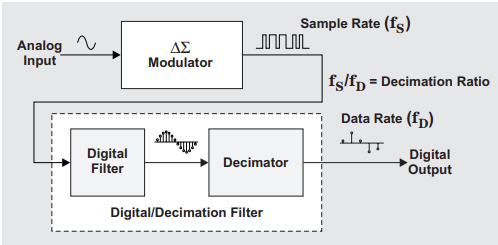 Sample Rate (fS)
Analog
Input
ΔΣ
Modulator
fS/fD = Decimation Ratio
Data Rate (fD)
Digital
Filter
Decimator
Digital
Output
Digital/Decimation Filter